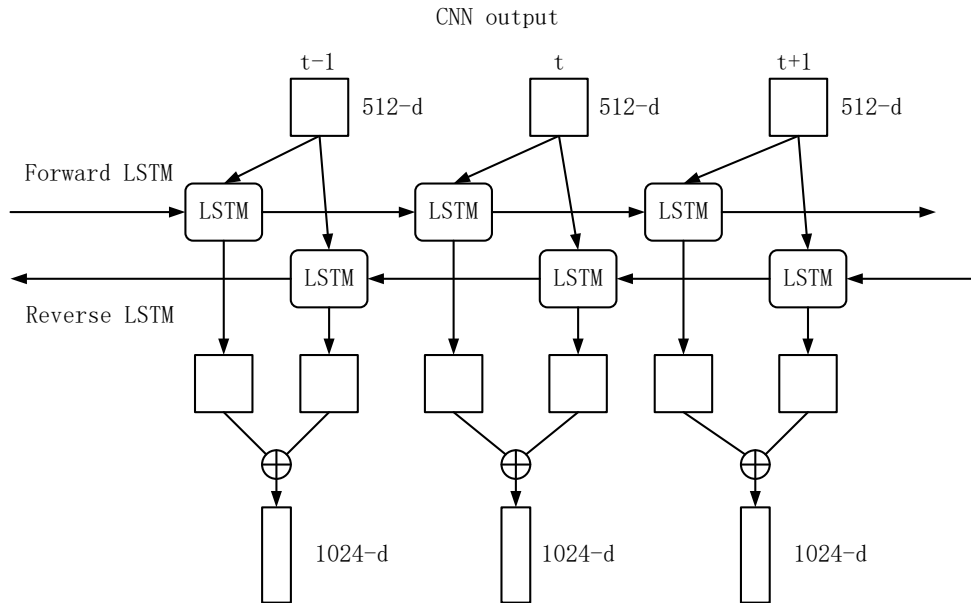 CNN output
t-1 t t+1
512-d 512-d 512-d
Forward LSTM
LSTM LSTM LSTM
LSTM LSTM LSTM
Reverse LSTM
1024-d 1024-d 1024-d